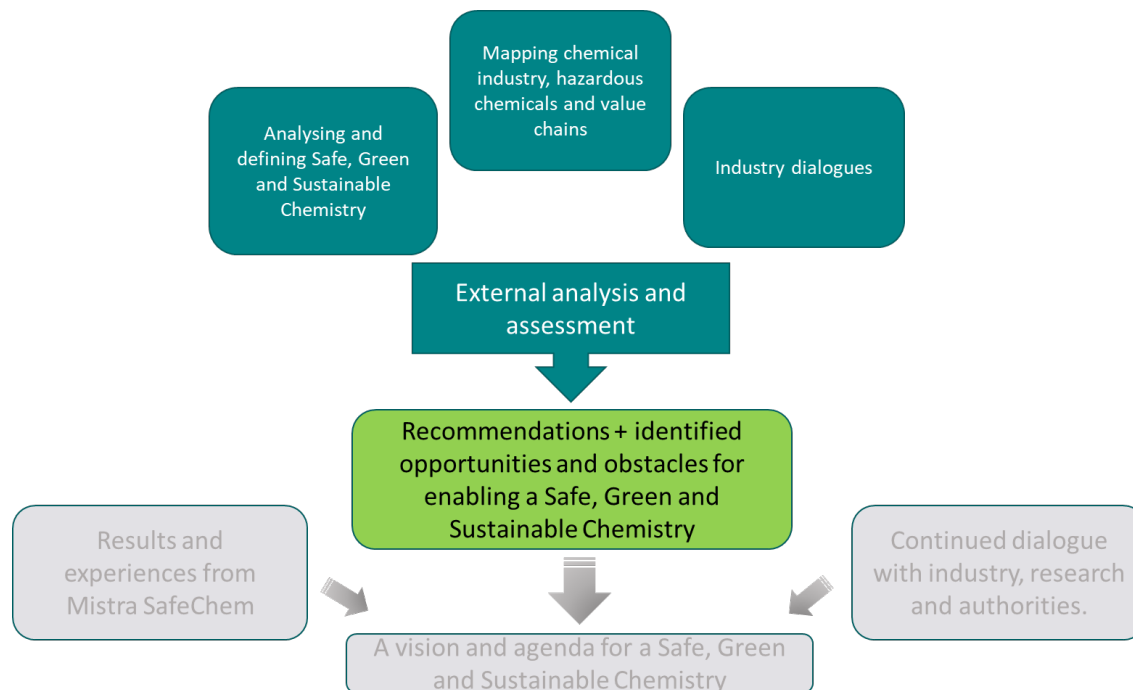 Mapping chemical
industry, hazardous
chemicals and value
chains
Analysing and
defining Safe, Green
and Sustainable
Chemistry
Industry dialogues
External analysis and
assessment
Recommendations + identified
opportunities and obstacles for
enabling a Safe, Green and
Sustainable Chemistry
Results and
experiences from
Mistra SafeChem
Continued dialogue
with industry, research
and authorities.
A vision and agenda for a Safe, Green
and Sustainable Chemistry